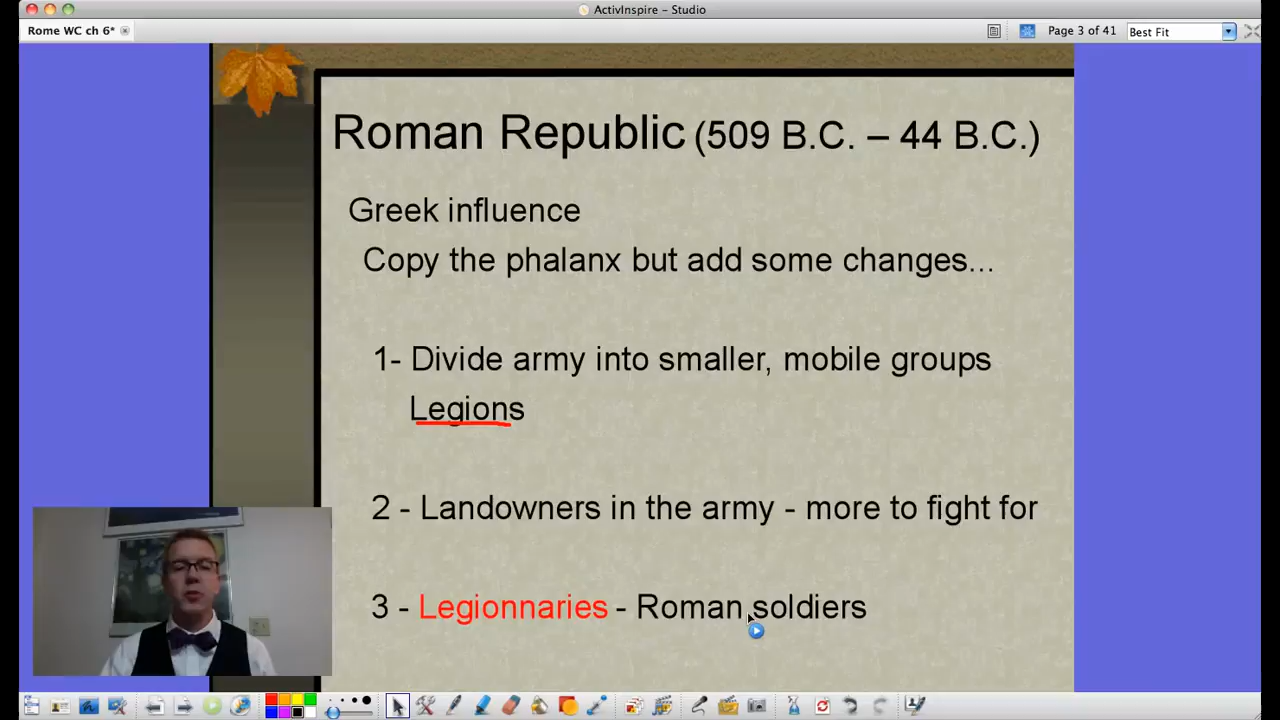 ActivInspire – Studio
Rome WC ch 6*
Page 3 of 41
Best Fit
Roman Republic (509 B.C. – 44 B.C.)
Greek influence
Copy the phalanx but add some changes...
1- Divide army into smaller, mobile groups
Legions
2 - Landowners in the army - more to fight for
3 - Legionnaries - Roman soldiers